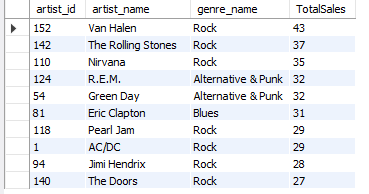 artist_id artist_name genre_name TotalSales
152 Van Halen Rock 43
142 The Rolling Stones Rock 37
110 Nirvana Rock 35
124 R.E.M. Alternative & Punk 32
54 Green Day Alternative & Punk 32
81 Eric Clapton Blues 31
118 Pearl Jam Rock 29
1 AC/DC Rock 29
94 Jimi Hendrix Rock 28
140 The Doors Rock 27